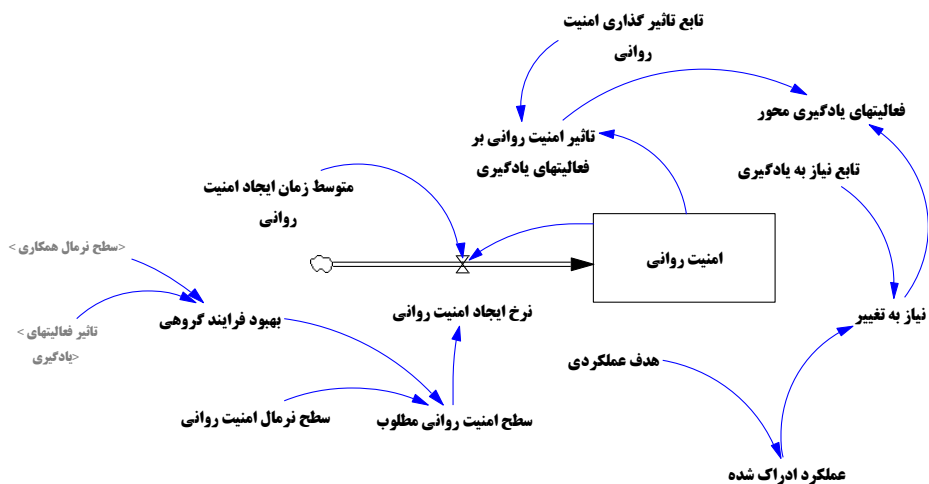 تابع تاثیر گذاری امنیت
روانی
فعالیتهای یادگیری محور
تاثیر امنیت روانی بر
فعالیتهای یادگیری
تابع نیاز به یادگیری
متوسط زمان ایجاد امنیت
روانی
<سطح نرمال همکاری>
امنیت روانی
نرخ ایجاد امنیت روانی
بهبود فرایند گروهی
نیاز به تغییر
<تاثیر فعالیتهای
یادگیری>
هدف عملکردی
سطح نرمال امنیت روانی
سطح امنیت روانی مطلوب
عملکرد ادراک شده